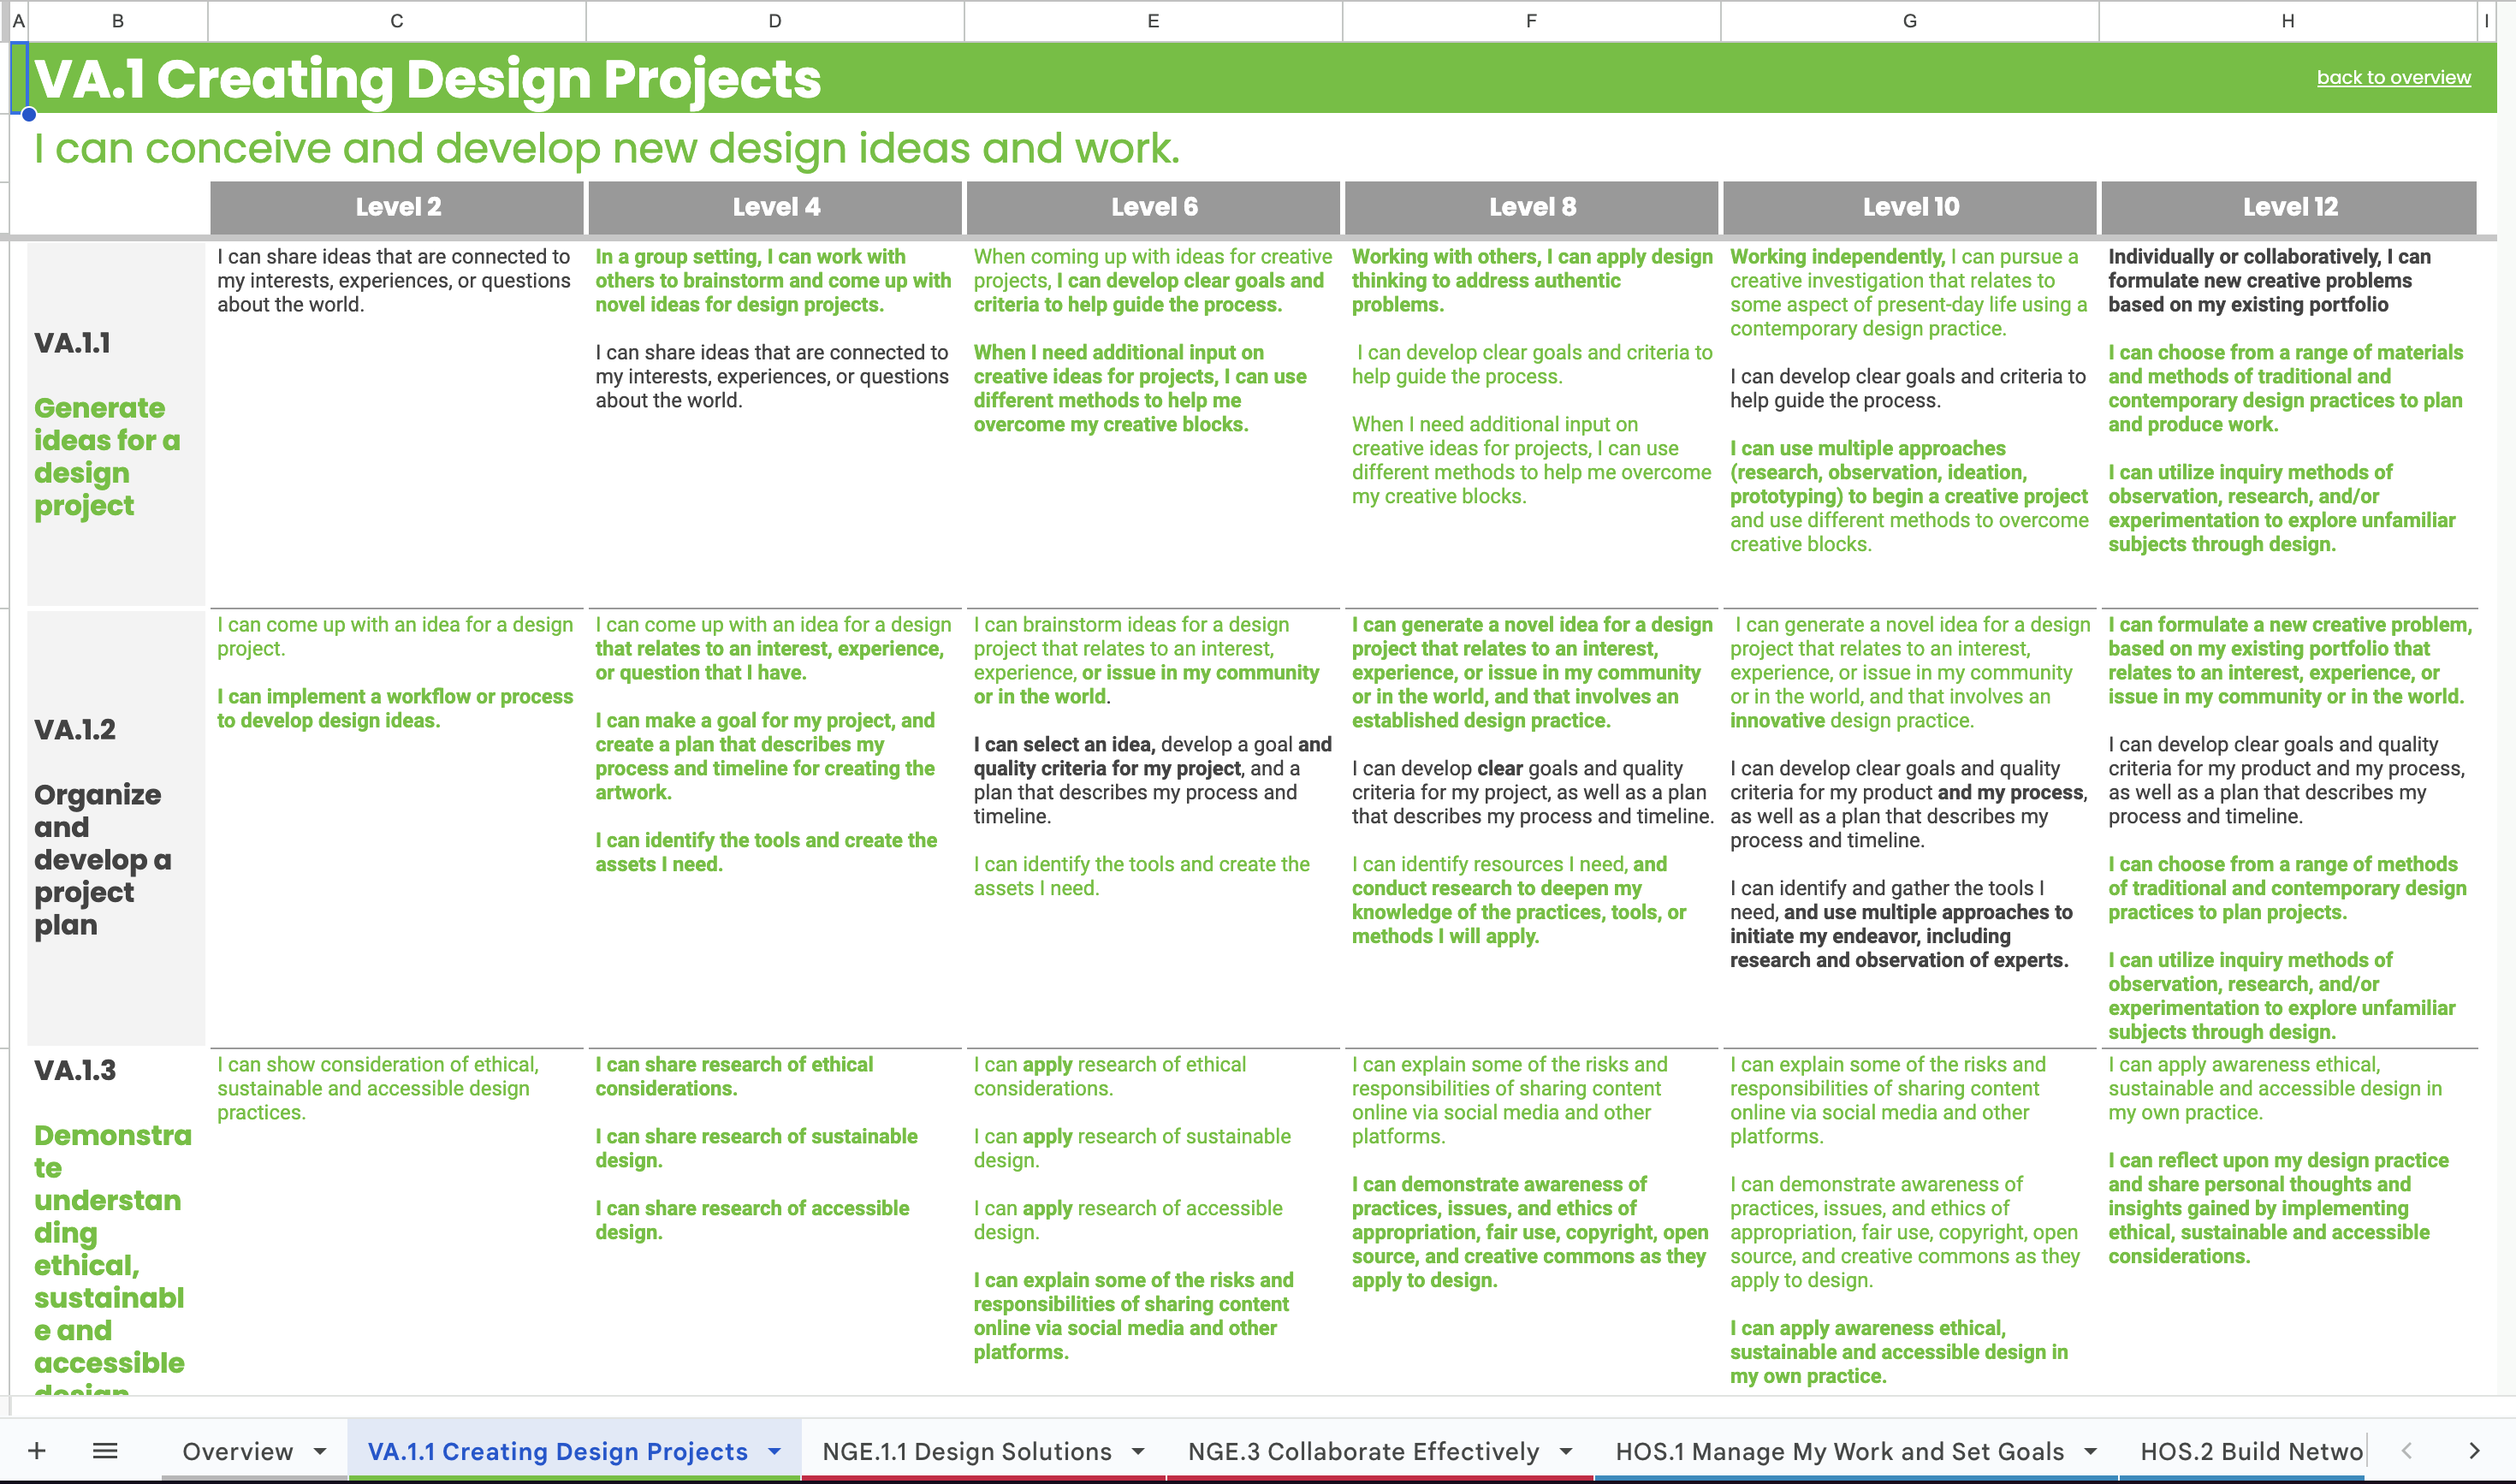 A B C D E F G H I
VA.1 Creating Design Projects
back to overview
I can conceive and develop new design ideas and work.
Level 2
Level 4
Level 6
Level 8
Level 10
Level 12
VA.1.1
Generate
ideas for a
design
project
I can share ideas that are connected to
my interests, experiences, or questions
about the world.
In a group setting, I can work with
others to brainstorm and come up with
novel ideas for design projects.
I can share ideas that are connected to
my interests, experiences, or questions
about the world.
When coming up with ideas for creative
projects, I can develop clear goals and
criteria to help guide the process.
When I need additional input on
creative ideas for projects, I can use
different methods to help me
overcome my creative blocks.
Working with others, I can apply design
thinking to address authentic
problems.
I can develop clear goals and criteria to
help guide the process.
When I need additional input on
creative ideas for projects, I can use
different methods to help me overcome
my creative blocks.
Working independently, I can pursue a
creative investigation that relates to
some aspect of present-day life using a
contemporary design practice.
I can develop clear goals and criteria to
help guide the process.
I can use multiple approaches
(research, observation, ideation,
prototyping) to begin a creative project
and use different methods to overcome
creative blocks.
Individually or collaboratively, I can
formulate new creative problems
based on my existing portfolio
I can choose from a range of materials
and methods of traditional and
contemporary design practices to plan
and produce work.
I can utilize inquiry methods of
observation, research, and/or
experimentation to explore unfamiliar
subjects through design.
VA.1.2
Organize
and
develop a
project
plan
I can come up with an idea for a design
project.
I can implement a workflow or process
to develop design ideas.
I can come up with an idea for a design
that relates to an interest, experience,
or question that I have.
I can make a goal for my project, and
create a plan that describes my
process and timeline for creating the
artwork.
I can identify the tools and create the
assets I need.
I can brainstorm ideas for a design
project that relates to an interest,
experience, or issue in my community
or in the world.
I can select an idea, develop a goal and
quality criteria for my project, and a
plan that describes my process and
timeline.
I can identify the tools and create the
assets I need.
I can generate a novel idea for a design
project that relates to an interest,
experience, or issue in my community
or in the world, and that involves an
established design practice.
I can develop clear goals and quality
criteria for my project, as well as a plan
that describes my process and timeline.
I can identify resources I need, and
conduct research to deepen my
knowledge of the practices, tools, or
methods I will apply.
I can generate a novel idea for a design
project that relates to an interest,
experience, or issue in my community
or in the world, and that involves an
innovative design practice.
I can develop clear goals and quality
criteria for my product and my process,
as well as a plan that describes my
process and timeline.
I can identify and gather the tools I
need, and use multiple approaches to
initiate my endeavor, including
research and observation of experts.
I can formulate a new creative problem,
based on my existing portfolio that
relates to an interest, experience, or
issue in my community or in the world.
I can develop clear goals and quality
criteria for my product and my process,
as well as a plan that describes my
process and timeline.
I can choose from a range of methods
of traditional and contemporary design
practices to plan projects.
I can utilize inquiry methods of
observation, research, and/or
experimentation to explore unfamiliar
subjects through design.
VA.1.3
Demonstra
te
understan
ding
ethical,
sustainabl
e and
accessible
design
I can show consideration of ethical,
sustainable and accessible design
practices.
I can share research of ethical
considerations.
I can share research of sustainable
design.
I can share research of accessible
design.
I can apply research of ethical
considerations.
I can apply research of sustainable
design.
I can apply research of accessible
design.
I can explain some of the risks and
responsibilities of sharing content
online via social media and other
platforms.
I can explain some of the risks and
responsibilities of sharing content
online via social media and other
platforms.
I can demonstrate awareness of
practices, issues, and ethics of
appropriation, fair use, copyright, open
source, and creative commons as they
apply to design.
I can explain some of the risks and
responsibilities of sharing content
online via social media and other
platforms.
I can demonstrate awareness of
practices, issues, and ethics of
appropriation, fair use, copyright, open
source, and creative commons as they
apply to design.
I can apply awareness ethical,
sustainable and accessible design in
my own practice.
I can apply awareness ethical,
sustainable and accessible design in
my own practice.
I can reflect upon my design practice
and share personal thoughts and
insights gained by implementing
ethical, sustainable and accessible
considerations.
Overview
VA.1.1 Creating Design Projects
NGE.1.1 Design Solutions
NGE.3 Collaborate Effectively
HOS.1 Manage My Work and Set Goals
HOS.2 Build Netwo